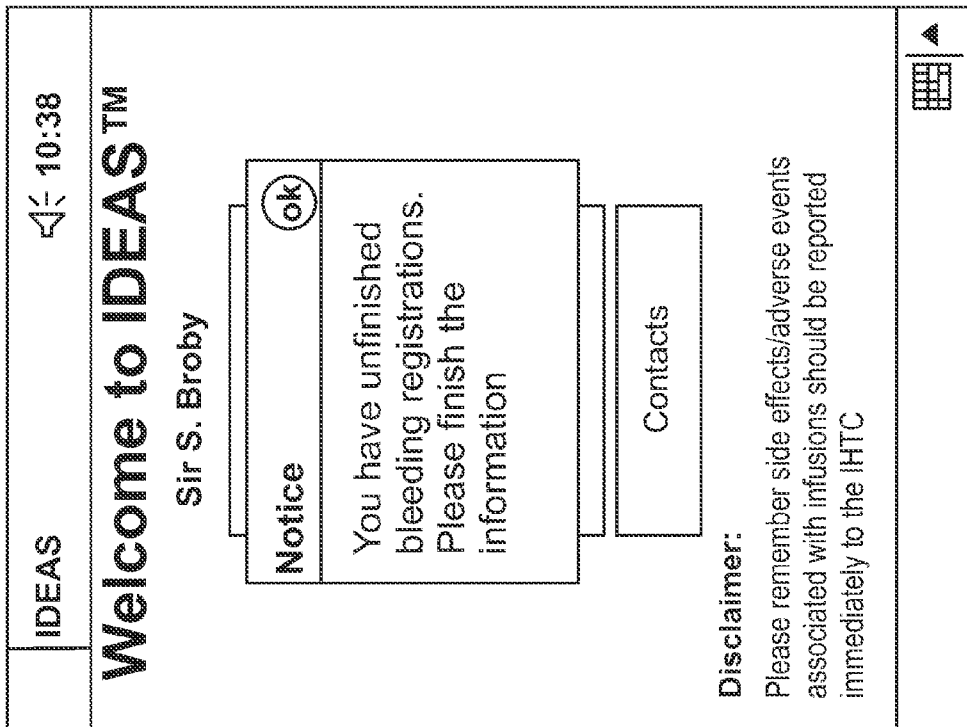 IDEAS 10:38
Welcome to IDEAS™
Sir S. Broby
Notice ok
You have unfinished
bleeding registrations.
Please finish the
information
Contacts
Disclaimer:
Please remember side effects/adverse events
associated with infusions should be reported
immediately to the IHTC